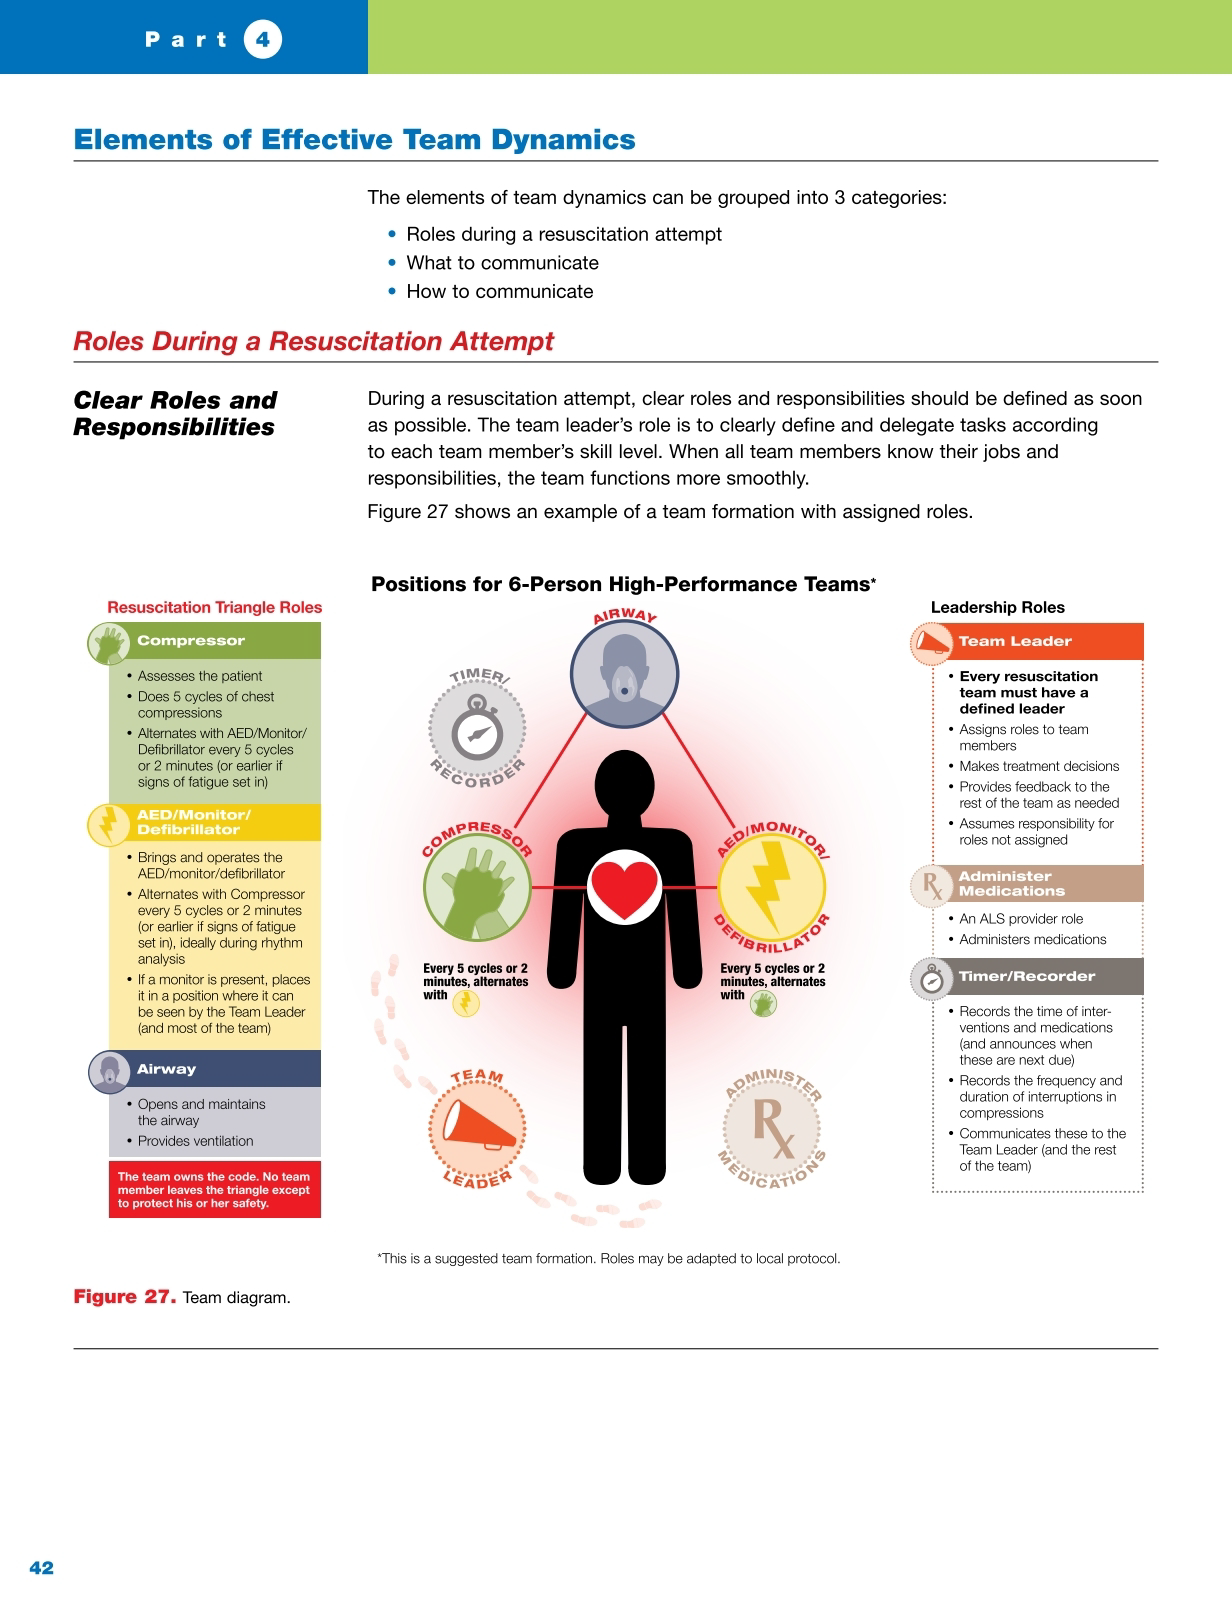 Part 4
Elements of Effective Team Dynamics
The elements of team dynamics can be grouped into 3 categories:
• Roles during a resuscitation attempt
• What to communicate
• How to communicate
Roles During a Resuscitation Attempt
Clear Roles and
Responsibilities
During a resuscitation attempt, clear roles and responsibilities should be defined as soon
as possible. The team leader’s role is to clearly define and delegate tasks according
to each team member’s skill level. When all team members know their jobs and
responsibilities, the team functions more smoothly.
Figure 27 shows an example of a team formation with assigned roles.
Positions for 6-Person High-Performance Teams*
Resuscitation Triangle Roles
Compressor
• Assesses the patient
• Does 5 cycles of chest
compressions
• Alternates with AED/Monitor/
Defibrillator every 5 cycles
or 2 minutes (or earlier if
signs of fatigue set in)
AED/Monitor/
Defibrillator
• Brings and operates the
AED/monitor/defibrillator
• Alternates with Compressor
every 5 cycles or 2 minutes
(or earlier if signs of fatigue
set in), ideally during rhythm
analysis
• If a monitor is present, places
it in a position where it can
be seen by the Team Leader
(and most of the team)
Airway
• Opens and maintains
the airway
• Provides ventilation
The team owns the code. No team
member leaves the triangle except
to protect his or her safety.
AIRWAY
TIMER/
RECORDER
COMPRESSOR
AED/MONITOR/
DEFIBRILLATOR
Every 5 cycles or 2
minutes, alternates
with
Every 5 cycles or 2
minutes, alternates
with
TEAM
LEADER
ADMINISTER
Rx
MEDICATIONS
Leadership Roles
Team Leader
• Every resuscitation
team must have a
defined leader
• Assigns roles to team
members
• Makes treatment decisions
• Provides feedback to the
rest of the team as needed
• Assumes responsibility for
roles not assigned
Rx
Administer
Medications
• An ALS provider role
• Administers medications
Timer/Recorder
• Records the time of inter-
ventions and medications
(and announces when
these are next due)
• Records the frequency and
duration of interruptions in
compressions
• Communicates these to the
Team Leader (and the rest
of the team)
*This is a suggested team formation. Roles may be adapted to local protocol.
Figure 27. Team diagram.
42